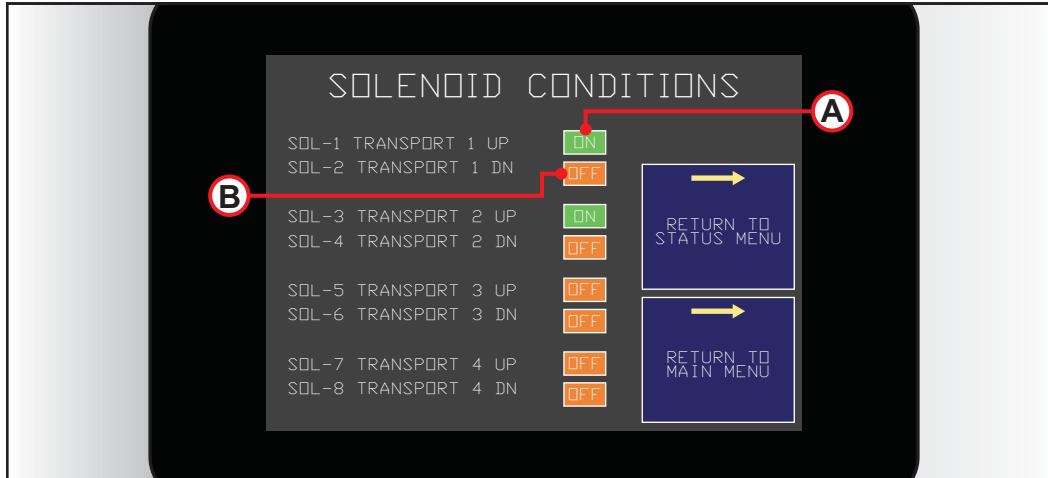 SOLENOID CONDITIONS
A
SOL-1 TRANSPORT 1 UP ON
SOL-2 TRANSPORT 1 DN OFF
B
SOL-3 TRANSPORT 2 UP ON
SOL-4 TRANSPORT 2 DN OFF
SOL-5 TRANSPORT 3 UP OFF
SOL-6 TRANSPORT 3 DN OFF
SOL-7 TRANSPORT 4 UP OFF
SOL-8 TRANSPORT 4 DN OFF
RETURN TO
STATUS MENU
RETURN TO
MAIN MENU